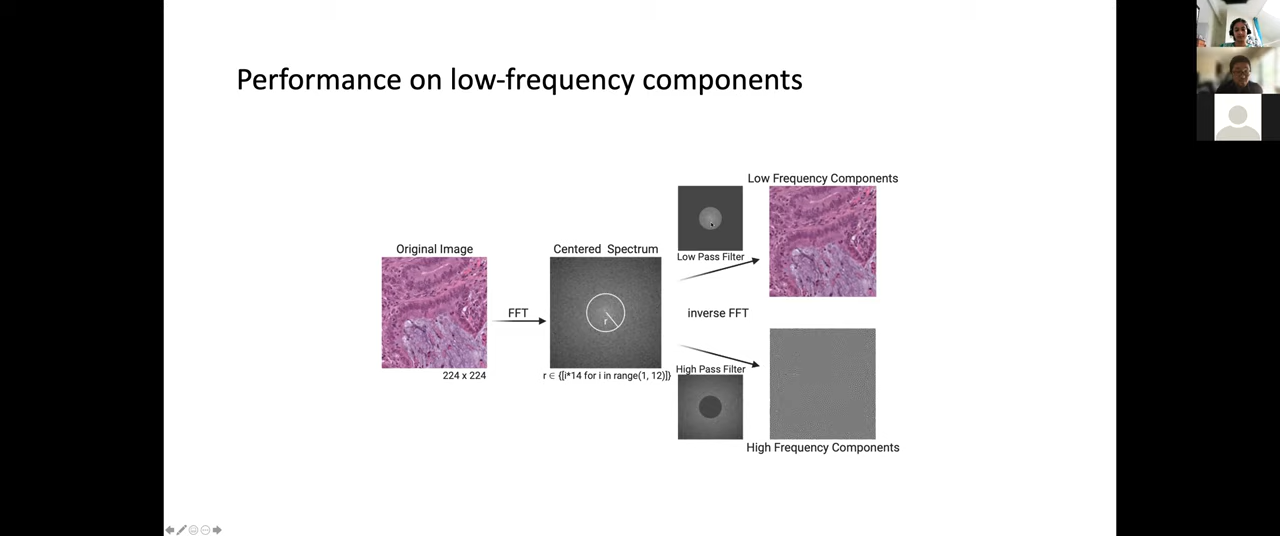 Performance on low-frequency components
Low Frequency Components
Original Image
Centered Spectrum
Low Pass Filter
FFT
r
inverse FFT
224 x 224
r ∈ {[i*14 for i in range(1, 12)]}
High Pass Filter
High Frequency Components